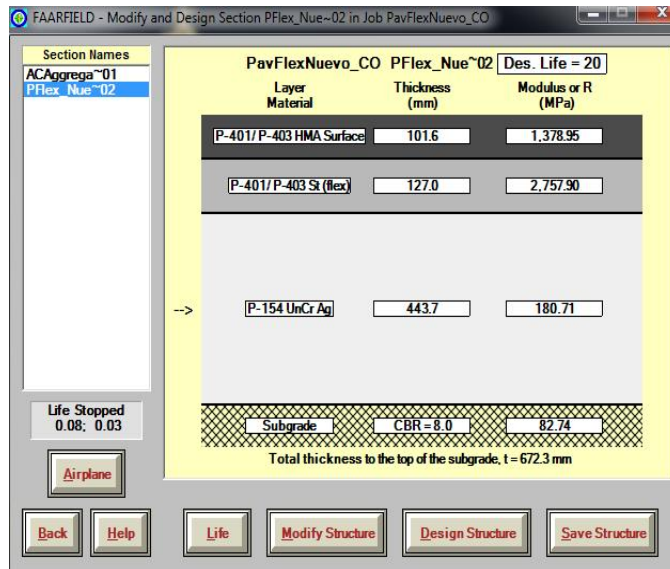 FAARFIELD - Modify and Design Section PFlex_Nue~02 in Job PavFlexNuevo_CO
Section Names
ACAggrega~01
PFlex_Nue~02
PavFlexNuevo_CO PFlex_Nue~02 Des. Life = 20
Layer Material Thickness (mm) Modulus or R (MPa)
P-401/ P-403 HMA Surface 101.6 1,378.95
P-401/ P-403 St (flex) 127.0 2,757.90
--> P-154 UnCr Ag 443.7 180.71
Subgrade CBR = 8.0 82.74
Total thickness to the top of the subgrade, t = 672.3 mm
Life Stopped
0.08; 0.03
Airplane
Back Help Life Modify Structure Design Structure Save Structure